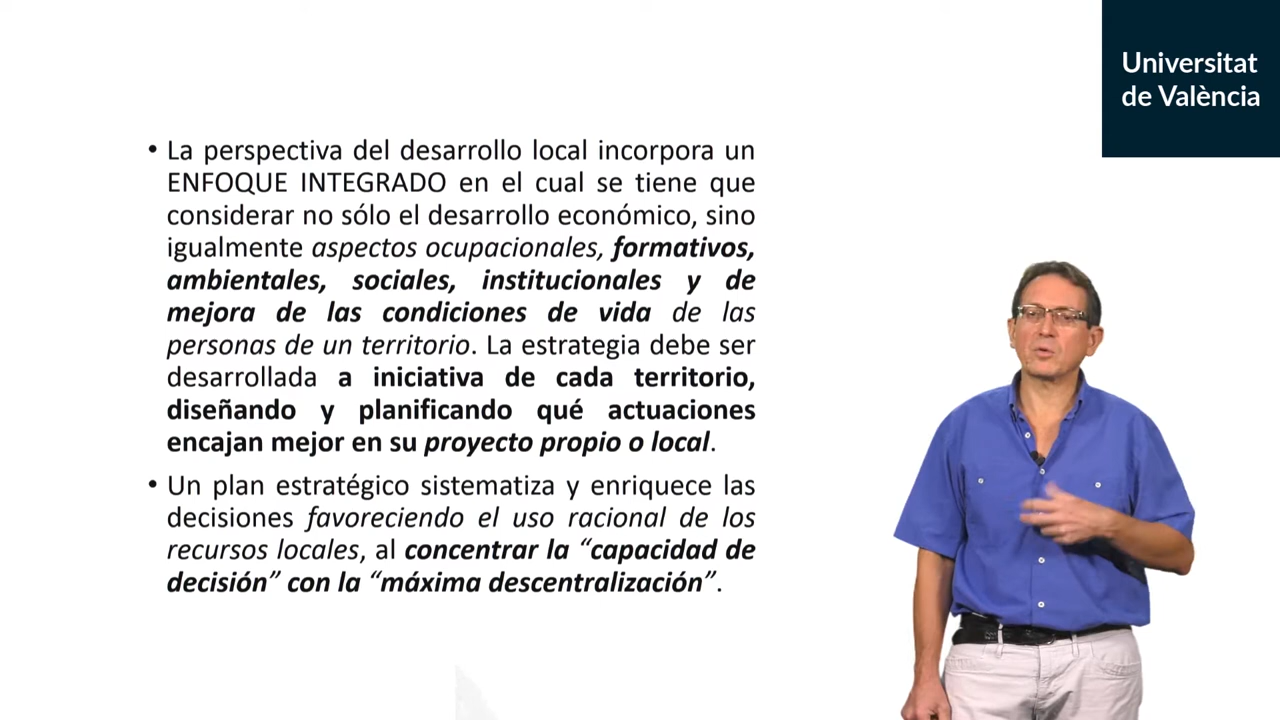 Universitat
de València
• La perspectiva del desarrollo local incorpora un
ENFOQUE INTEGRADO en el cual se tiene que
considerar no sólo el desarrollo económico, sino
igualmente aspectos ocupacionales, formativos,
ambientales, sociales, institucionales y de
mejora de las condiciones de vida de las
personas de un territorio. La estrategia debe ser
desarrollada a iniciativa de cada territorio,
diseñando y planificando qué actuaciones
encajan mejor en su proyecto propio o local.
• Un plan estratégico sistematiza y enriquece las
decisiones favoreciendo el uso racional de los
recursos locales, al concentrar la “capacidad de
decisión” con la “máxima descentralización”.